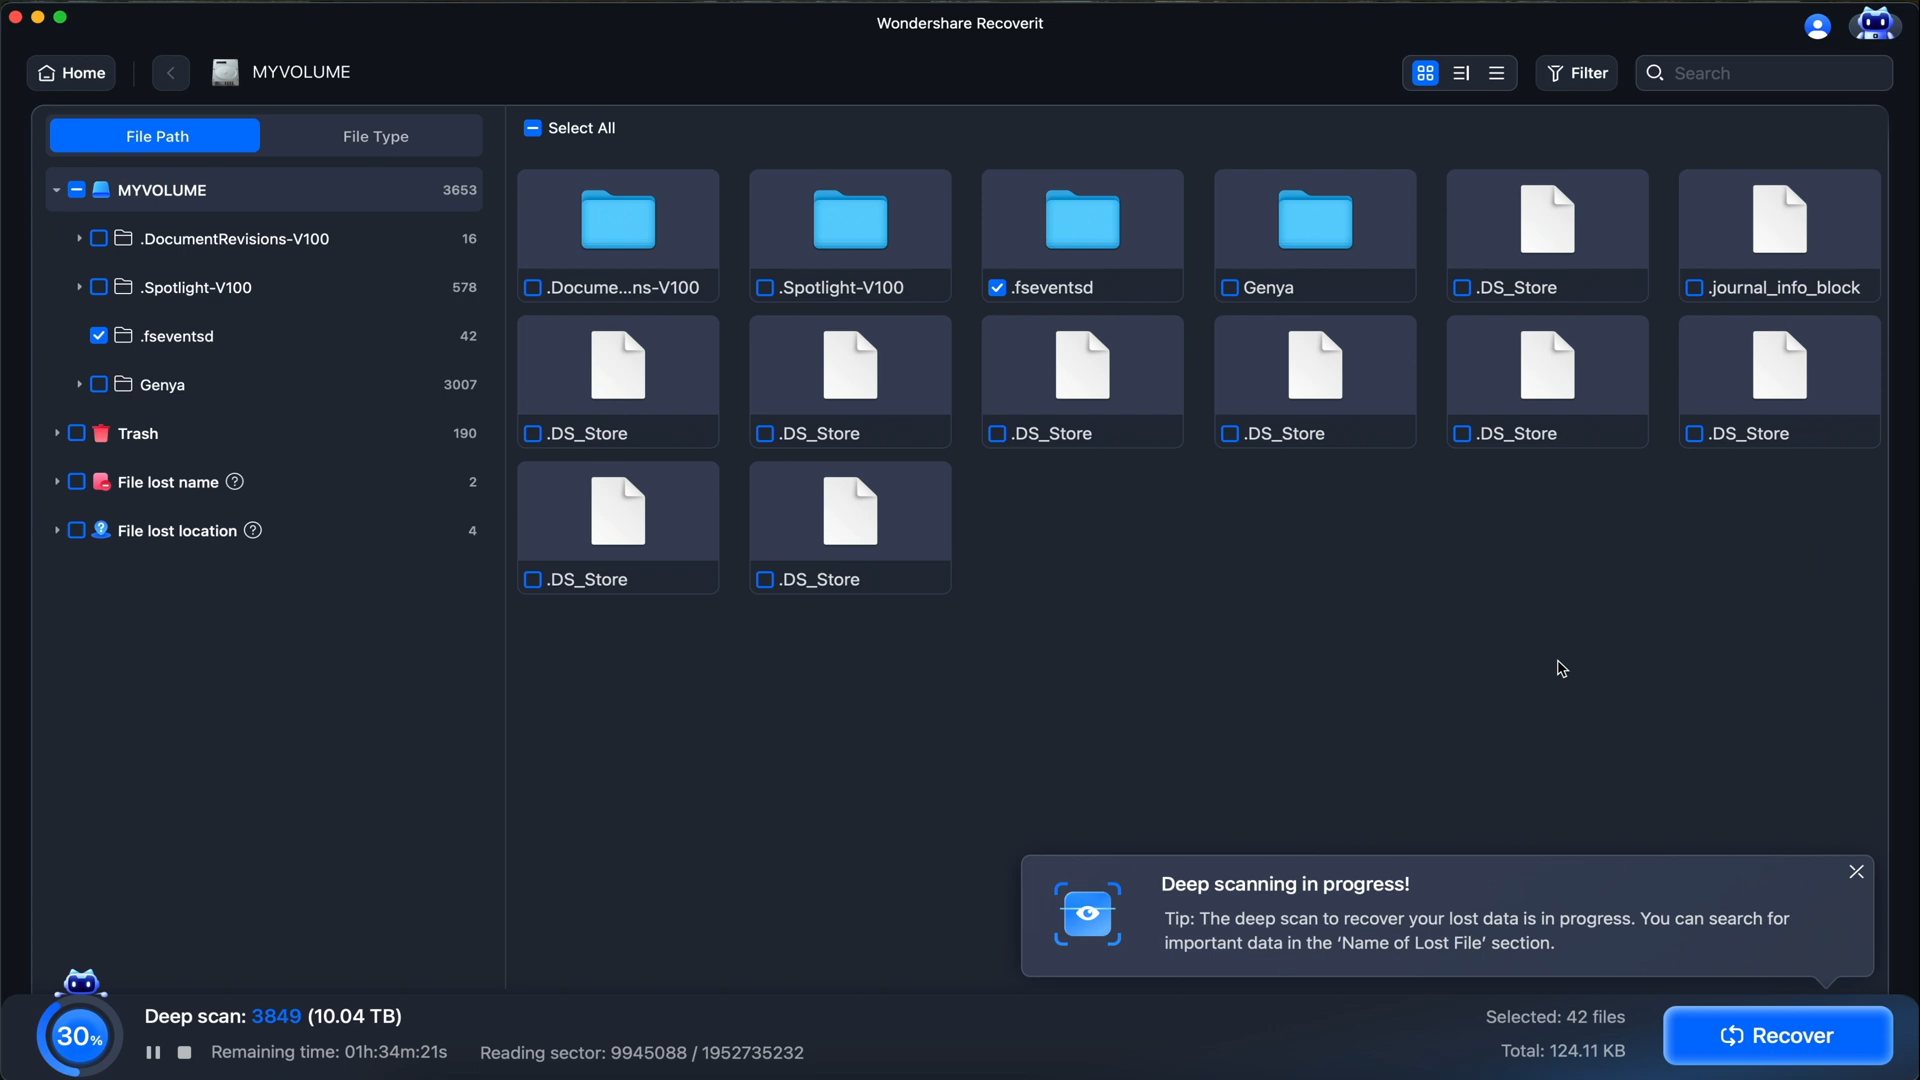 Wondershare Recoverit
Home
MYVOLUME
Filter
Search
File Path
File Type
Select All
MYVOLUME 3653
.DocumentRevisions-V100 16
.Spotlight-V100 578
.fseventsd 42
Genya 3007
Trash 190
File lost name ? 2
File lost location ? 4
.Docume...ns-V100
.Spotlight-V100
.fseventsd
Genya
.DS_Store
.journal_info_block
.DS_Store
.DS_Store
.DS_Store
.DS_Store
.DS_Store
.DS_Store
.DS_Store
.DS_Store
Deep scanning in progress!
Tip: The deep scan to recover your lost data is in progress. You can search for
important data in the ‘Name of Lost File’ section.
30%
Deep scan: 3849 (10.04 TB)
Remaining time: 01h:34m:21s
Reading sector: 9945088 / 1952735232
Selected: 42 files
Total: 124.11 KB
Recover